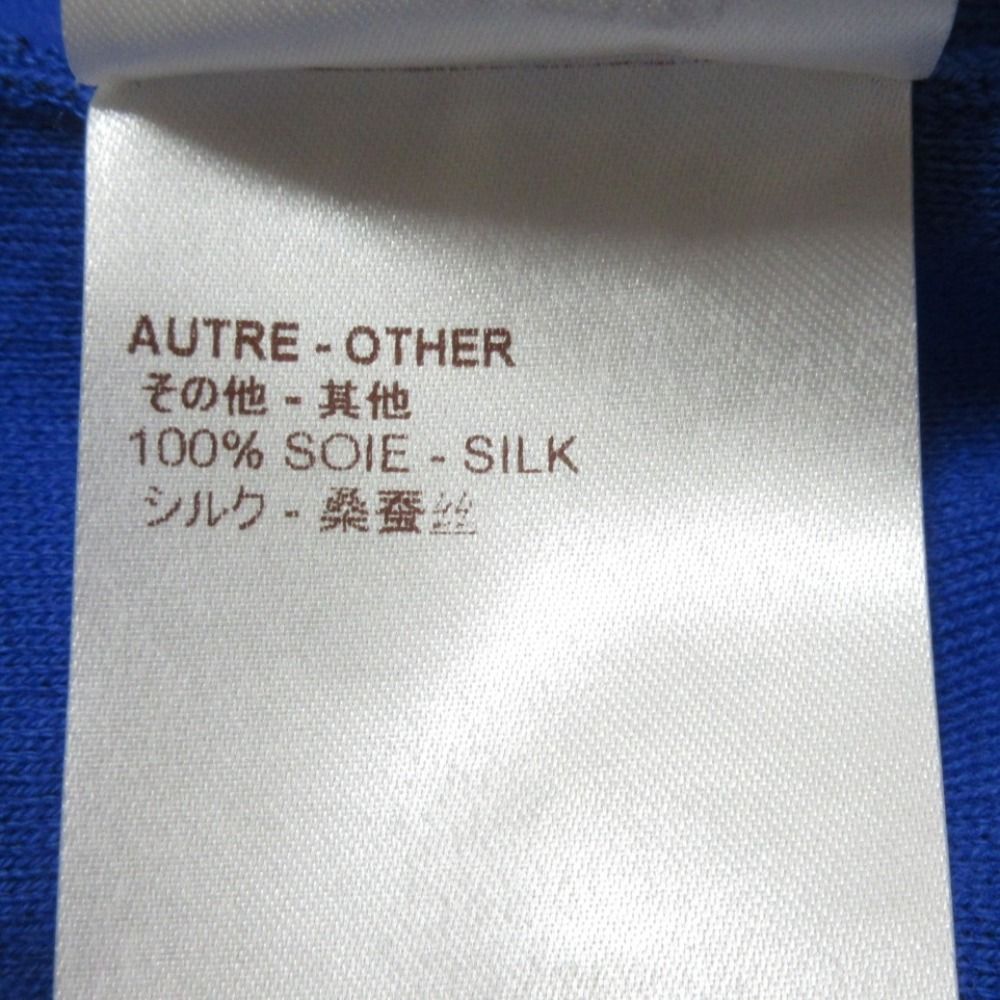 AUTRE - OTHER
その他 - 其他
100% SOIE - SILK
シルク - 桑蚕丝